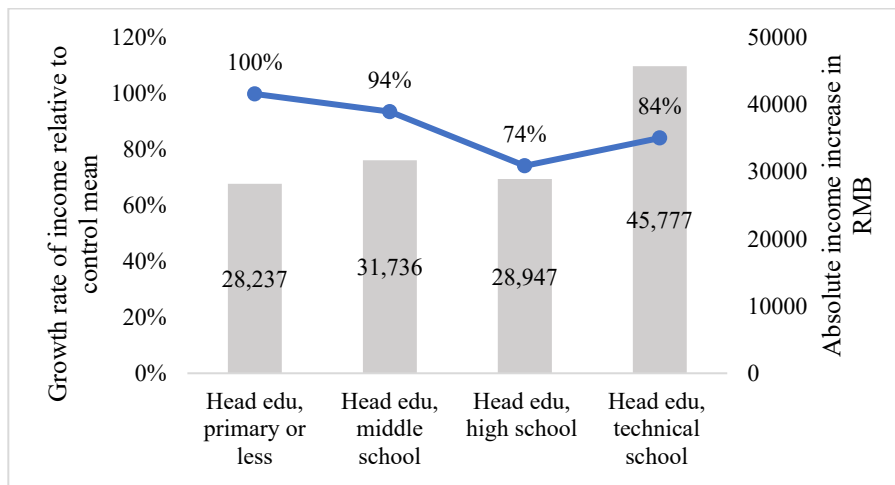 Growth rate of income relative to
control mean
120%
100%
80%
60%
40%
20%
0%
100%
94%
74%
84%
28,237
31,736
28,947
45,777
50000
40000
30000
20000
10000
0
Absolute income increase in
RMB
Head edu,
primary or
less
Head edu,
middle
school
Head edu,
high school
Head edu,
technical
school